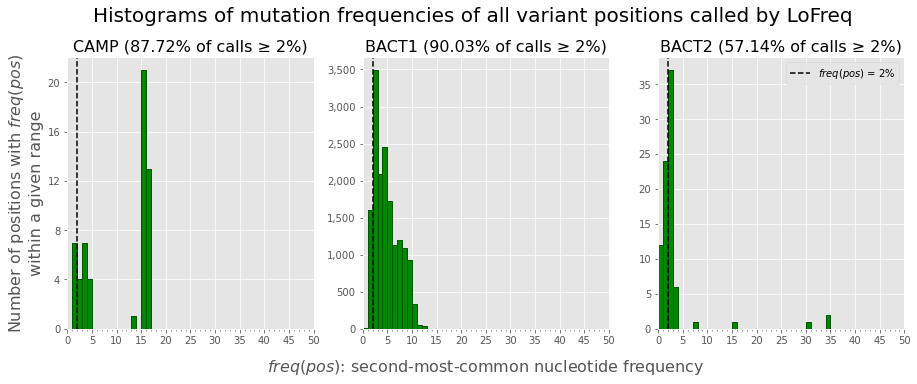 Histograms of mutation frequencies of all variant positions called by LoFreq
CAMP (87.72% of calls ≥ 2%)
BACT1 (90.03% of calls ≥ 2%)
BACT2 (57.14% of calls ≥ 2%)
Number of positions with freq(pos)
within a given range
20
16
12
8
4
0
0 5 10 15 20 25 30 35 40 45 50
3,500
3,000
2,500
2,000
1,500
1,000
500
0
0 5 10 15 20 25 30 35 40 45 50
freq(pos) = 2%
35
30
25
20
15
10
5
0
0 5 10 15 20 25 30 35 40 45 50
freq(pos): second-most-common nucleotide frequency